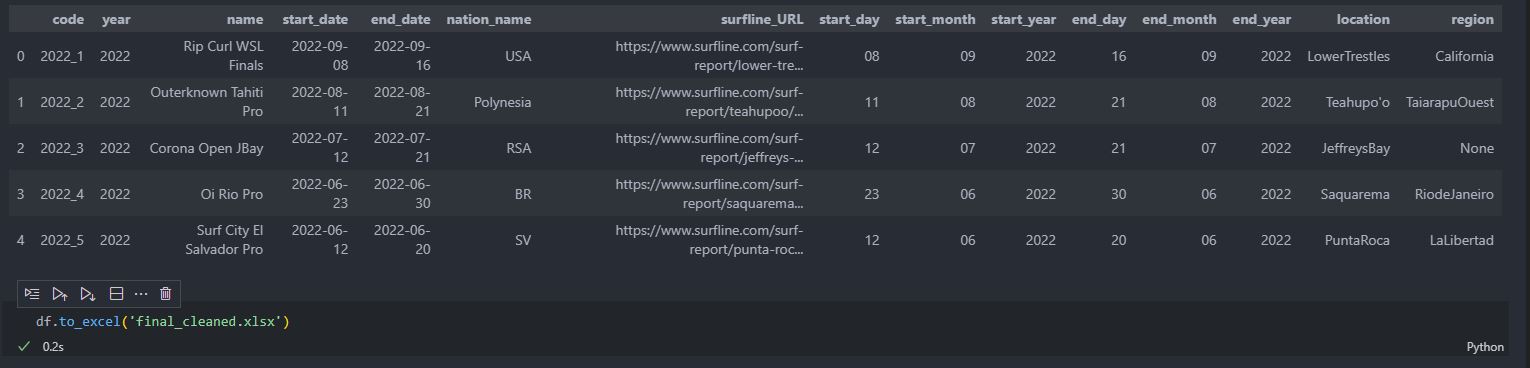 code year name start_date end_date nation_name surfline_URL start_day start_month start_year end_day end_month end_year location region
0 2022_1 2022 Rip Curl WSL Finals 2022-09-08 2022-09-16 USA https://www.surfline.com/surf-report/lower-tre... 08 09 2022 16 09 2022 LowerTrestles California
1 2022_2 2022 Outerknown Tahiti Pro 2022-08-11 2022-08-21 Polynesia https://www.surfline.com/surf-report/teahupoo/... 11 08 2022 21 08 2022 Teahupo'o TaiarapuOuest
2 2022_3 2022 Corona Open JBay 2022-07-12 2022-07-21 RSA https://www.surfline.com/surf-report/jeffreys-... 12 07 2022 21 07 2022 JeffreysBay None
3 2022_4 2022 Oi Rio Pro 2022-06-23 2022-06-30 BR https://www.surfline.com/surf-report/saquarema... 23 06 2022 30 06 2022 Saquarema RiodeJaneiro
4 2022_5 2022 Surf City El Salvador Pro 2022-06-12 2022-06-20 SV https://www.surfline.com/surf-report/punta-roc... 12 06 2022 20 06 2022 PuntaRoca LaLibertad
df.to_excel('final_cleaned.xlsx')
0.2s Python